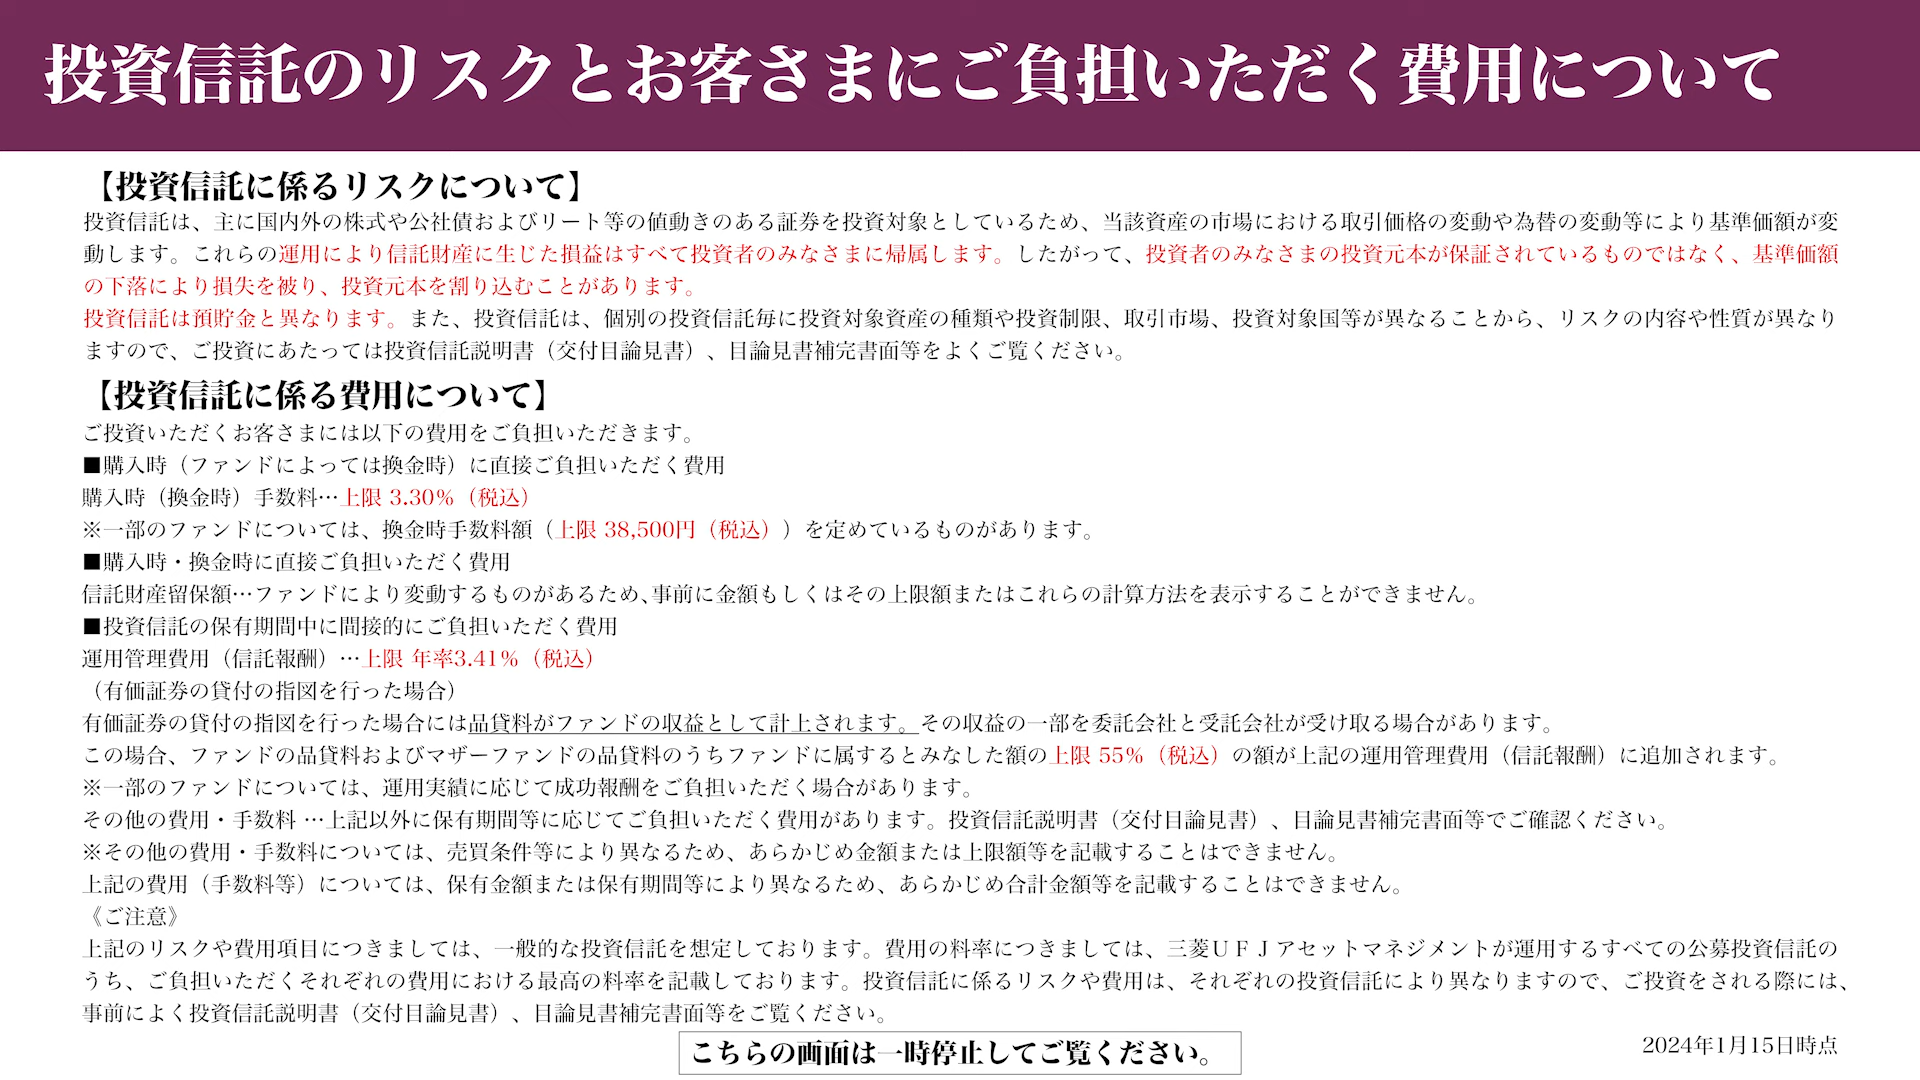 投資信託のリスクとお客さまにご負担いただく費用について
【投資信託に係るリスクについて】
投資信託は、主に国内外の株式や公社債およびリート等の値動きのある証券を投資対象としているため、当該資産の市場における取引価格の変動や為替の変動等により基準価額が変
動します。これらの運用により信託財産に生じた損益はすべて投資者のみなさまに帰属します。したがって、投資者のみなさまの投資元本が保証されているものではなく、基準価額
の下落により損失を被り、投資元本を割り込むことがあります。
投資信託は預貯金と異なります。また、投資信託は、個別の投資信託毎に投資対象資産の種類や投資制限、取引市場、投資対象国等が異なることから、リスクの内容や性質が異なり
ますので、ご投資にあたっては投資信託説明書（交付目論見書）、目論見書補完書面等をよくご覧ください。
【投資信託に係る費用について】
ご投資いただくお客さまには以下の費用をご負担いただきます。
■購入時（ファンドによっては換金時）に直接ご負担いただく費用
購入時（換金時）手数料…上限 3.30%（税込）
※一部のファンドについては、換金時手数料額（上限 38,500円（税込））を定めているものがあります。
■購入時・換金時に直接ご負担いただく費用
信託財産留保額…ファンドにより変動するものがあるため、事前に金額もしくはその上限額またはこれらの計算方法を表示することができません。
■投資信託の保有期間中に間接的にご負担いただく費用
運用管理費用（信託報酬）…上限 年率3.41%（税込）
（有価証券の貸付の指図を行った場合）
有価証券の貸付の指図を行った場合には品貸料がファンドの収益として計上されます。その収益の一部を委託会社と受託会社が受け取る場合があります。
この場合、ファンドの品貸料およびマザーファンドの品貸料のうちファンドに属するとみなした額の上限 55%（税込）の額が上記の運用管理費用（信託報酬）に追加されます。
※一部のファンドについては、運用実績に応じて成功報酬をご負担いただく場合があります。
その他の費用・手数料 …上記以外に保有期間等に応じてご負担いただく費用があります。投資信託説明書（交付目論見書）、目論見書補完書面等でご確認ください。
※その他の費用・手数料については、売買条件等により異なるため、あらかじめ金額または上限額等を記載することはできません。
上記の費用（手数料等）については、保有金額または保有期間等により異なるため、あらかじめ合計金額等を記載することはできません。
《ご注意》
上記のリスクや費用項目につきましては、一般的な投資信託を想定しております。費用の料率につきましては、三菱ＵＦＪアセットマネジメントが運用するすべての公募投資信託の
うち、ご負担いただくそれぞれの費用における最高の料率を記載しております。投資信託に係るリスクや費用は、それぞれの投資信託により異なりますので、ご投資をされる際には、
事前によく投資信託説明書（交付目論見書）、目論見書補完書面等をご覧ください。
こちらの画面は一時停止してご覧ください。
2024年1月15日時点